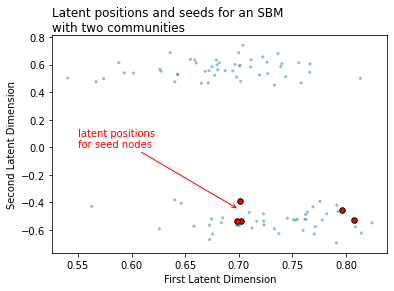 Latent positions and seeds for an SBM
with two communities
0.8
0.6
0.4
0.2
0.0
−0.2
−0.4
−0.6
Second Latent Dimension
latent positions
for seed nodes
0.55
0.60
0.65
0.70
0.75
0.80
First Latent Dimension